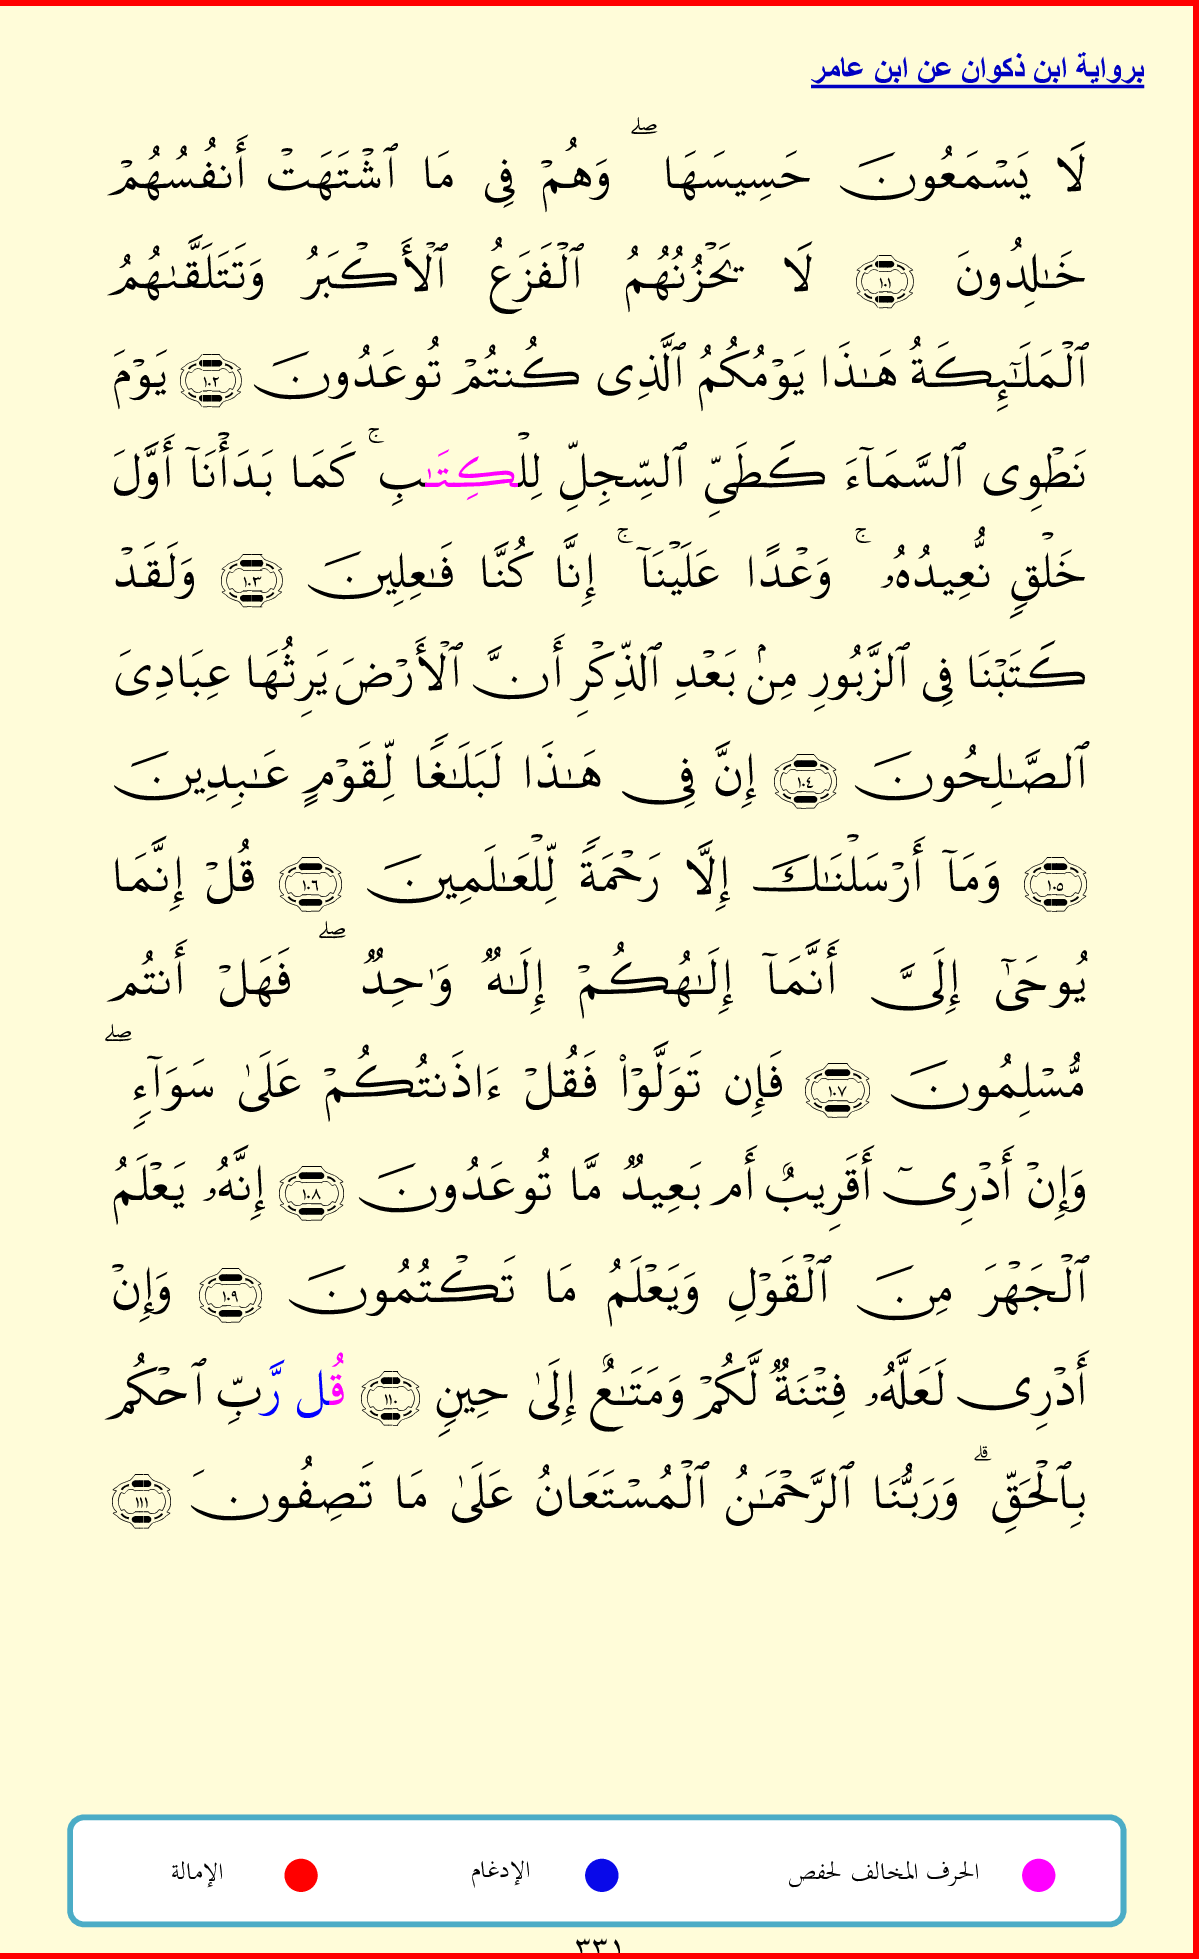 برواية ابن ذكوان عن ابن عامر
لَا يَسْمَعُونَ حَسِيسَهَا ۖ وَهُمْ فِى مَا ٱشْتَهَتْ أَنفُسُهُمْ
خَـٰلِدُونَ ١٠١ لَا يَحْزُنُهُمُ ٱلْفَزَعُ ٱلْأَكْبَرُ وَتَتَلَقَّىٰهُمُ
ٱلْمَلَـٰٓئِكَةُ هَـٰذَا يَوْمُكُمُ ٱلَّذِى كُنتُمْ تُوعَدُونَ ١٠٢ يَوْمَ
نَطْوِى ٱلسَّمَآءَ كَطَىِّ ٱلسِّجِلِّ لِلْكِتَـٰبِ ۚ كَمَا بَدَأْنَآ أَوَّلَ
خَلْقٍ نُّعِيدُهُۥ ۚ وَعْدًا عَلَيْنَآ ۚ إِنَّا كُنَّا فَـٰعِلِينَ ١٠٣ وَلَقَدْ
كَتَبْنَا فِى ٱلزَّبُورِ مِنۢ بَعْدِ ٱلذِّكْرِ أَنَّ ٱلْأَرْضَ يَرِثُهَا عِبَادِىَ
ٱلصَّـٰلِحُونَ ١٠٤ إِنَّ فِى هَـٰذَا لَبَلَـٰغًا لِّقَوْمٍ عَـٰبِدِينَ
١٠٥ وَمَآ أَرْسَلْنَـٰكَ إِلَّا رَحْمَةً لِّلْعَـٰلَمِينَ ١٠٦ قُلْ إِنَّمَا
يُوحَىٰٓ إِلَىَّ أَنَّمَآ إِلَـٰهُكُمْ إِلَـٰهٌ وَٰحِدٌ ۖ فَهَلْ أَنتُم
مُّسْلِمُونَ ١٠٧ فَإِن تَوَلَّوْا۟ فَقُلْ ءَاذَنتُكُمْ عَلَىٰ سَوَآءٍ ۖ
وَإِنْ أَدْرِىٓ أَقَرِيبٌ أَم بَعِيدٌ مَّا تُوعَدُونَ ١٠٨ إِنَّهُۥ يَعْلَمُ
ٱلْجَهْرَ مِنَ ٱلْقَوْلِ وَيَعْلَمُ مَا تَكْتُمُونَ ١٠٩ وَإِنْ
أَدْرِى لَعَلَّهُۥ فِتْنَةٌ لَّكُمْ وَمَتَـٰعٌ إِلَىٰ حِينٍ ١١٠ قُل رَّبِّ ٱحْكُم
بِٱلْحَقِّ ۗ وَرَبُّنَا ٱلرَّحْمَـٰنُ ٱلْمُسْتَعَانُ عَلَىٰ مَا تَصِفُونَ ١١١
الحرف المخالف لحفص الإدغام الإمالة
٣٣١